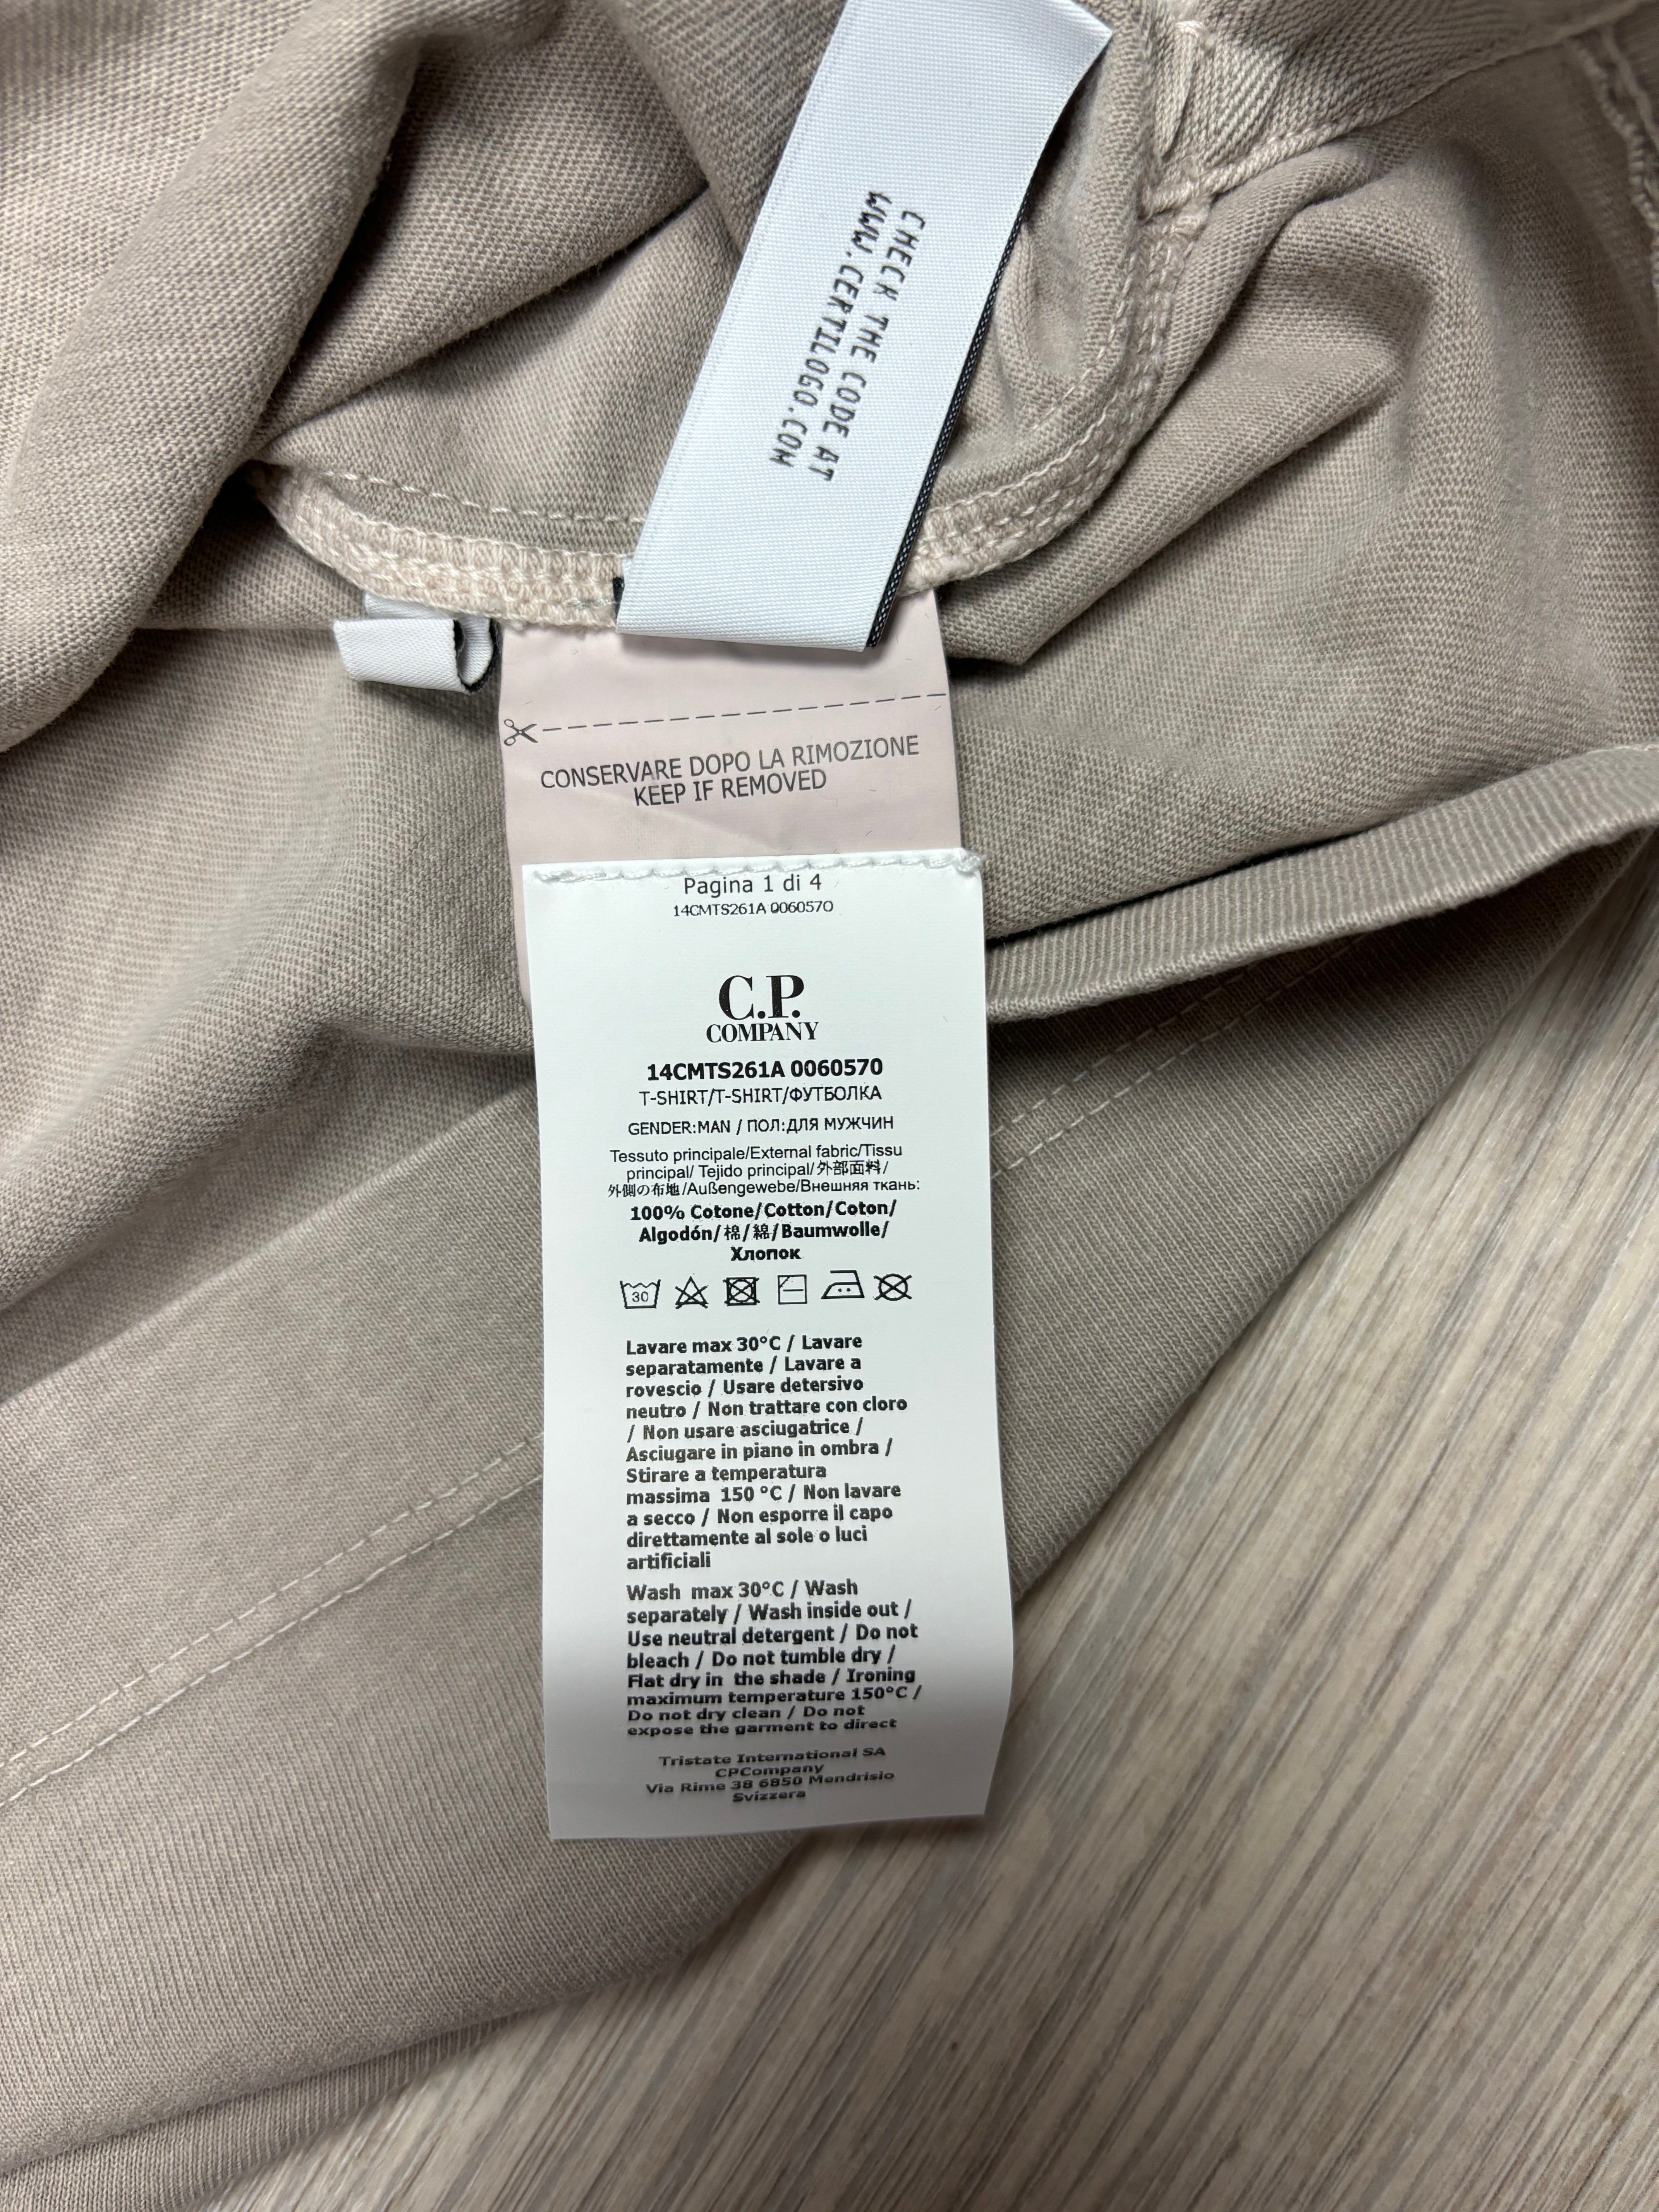 CHECK THE CODE AT
WWW.CERTILOGO.COM
CONSERVARE DOPO LA RIMOZIONE
KEEP IF REMOVED
Pagina 1 di 4
14CMTS261A 006057O
C.P.
COMPANY
14CMTS261A 006057O
T-SHIRT/T-SHIRT/ФУТБОЛКА
GENDER:MAN / ПОЛ:ДЛЯ МУЖЧИН
Tessuto principale/External fabric/Tissu
principal/ Tejido principal/外部面料/
外側の布地/Außengewebe/Внешняя ткань:
100% Cotone/Cotton/Coton/
Algodón/棉/綿/Baumwolle/
Хлопок
30
Lavare max 30°C / Lavare
separatamente / Lavare a
rovescio / Usare detersivo
neutro / Non trattare con cloro
/ Non usare asciugatrice /
Asciugare in piano in ombra /
Stirare a temperatura
massima 150 °C / Non lavare
a secco / Non esporre il capo
direttamente al sole o luci
artificiali
Wash max 30°C / Wash
separately / Wash inside out /
Use neutral detergent / Do not
bleach / Do not tumble dry /
Flat dry in the shade / Ironing
maximum temperature 150°C /
Do not dry clean / Do not
expose the garment to direct
Tristate International SA
CPCompany
Via Rime 38 6850 Mendrisio
Svizzera